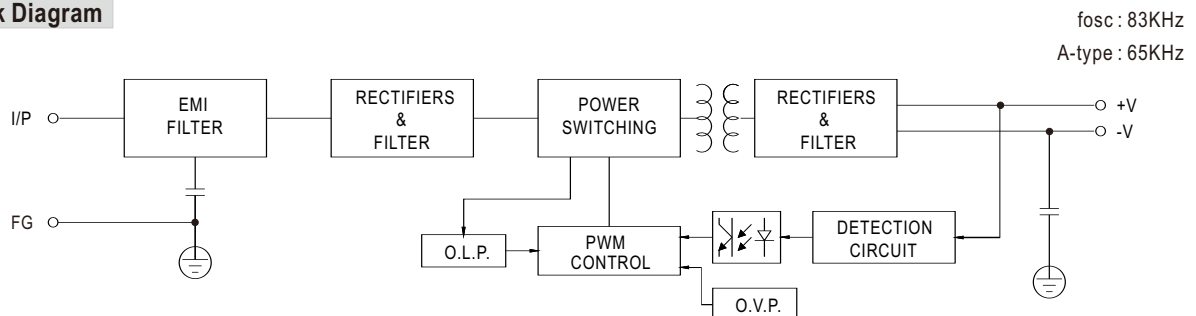 Diagram
fosc : 83KHz
A-type : 65KHz
I/P
EMI
FILTER
RECTIFIERS
&
FILTER
POWER
SWITCHING
RECTIFIERS
&
FILTER
+V
-V
FG
O.L.P.
PWM
CONTROL
DETECTION
CIRCUIT
O.V.P.